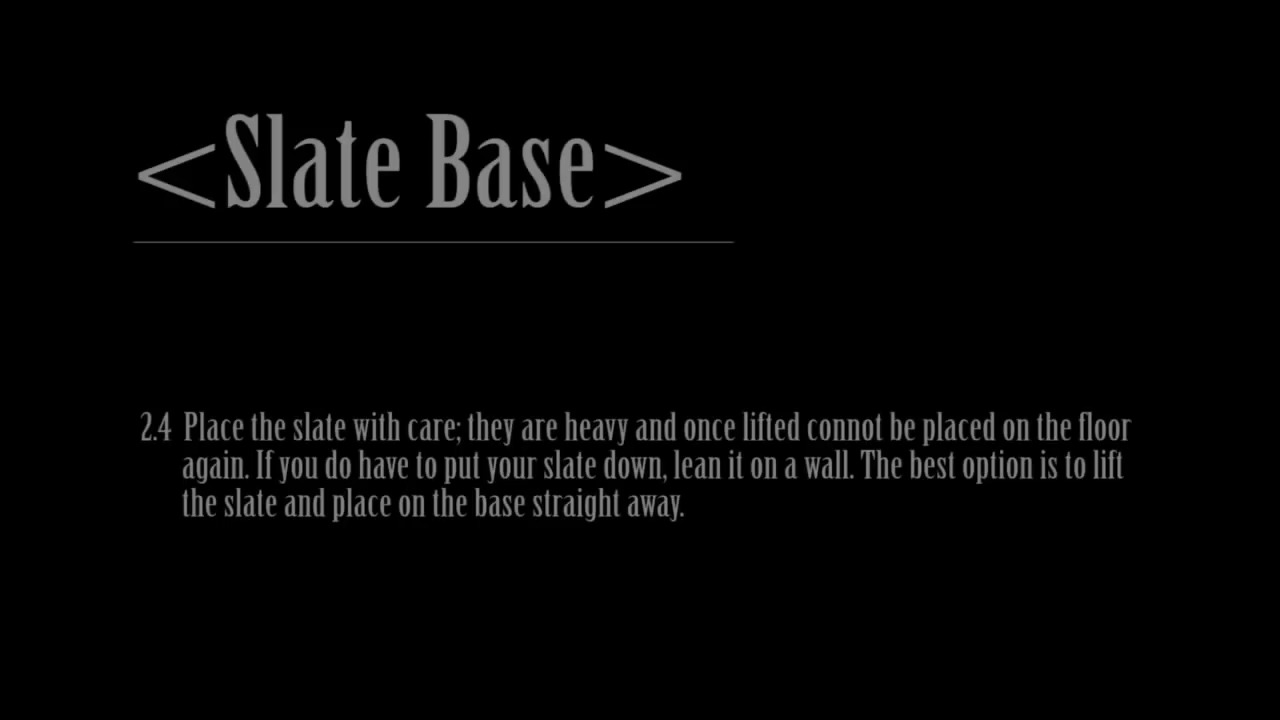 <Slate Base>
2.4 Place the slate with care; they are heavy and once lifted connot be placed on the floor
again. If you do have to put your slate down, lean it on a wall. The best option is to lift
the slate and place on the base straight away.